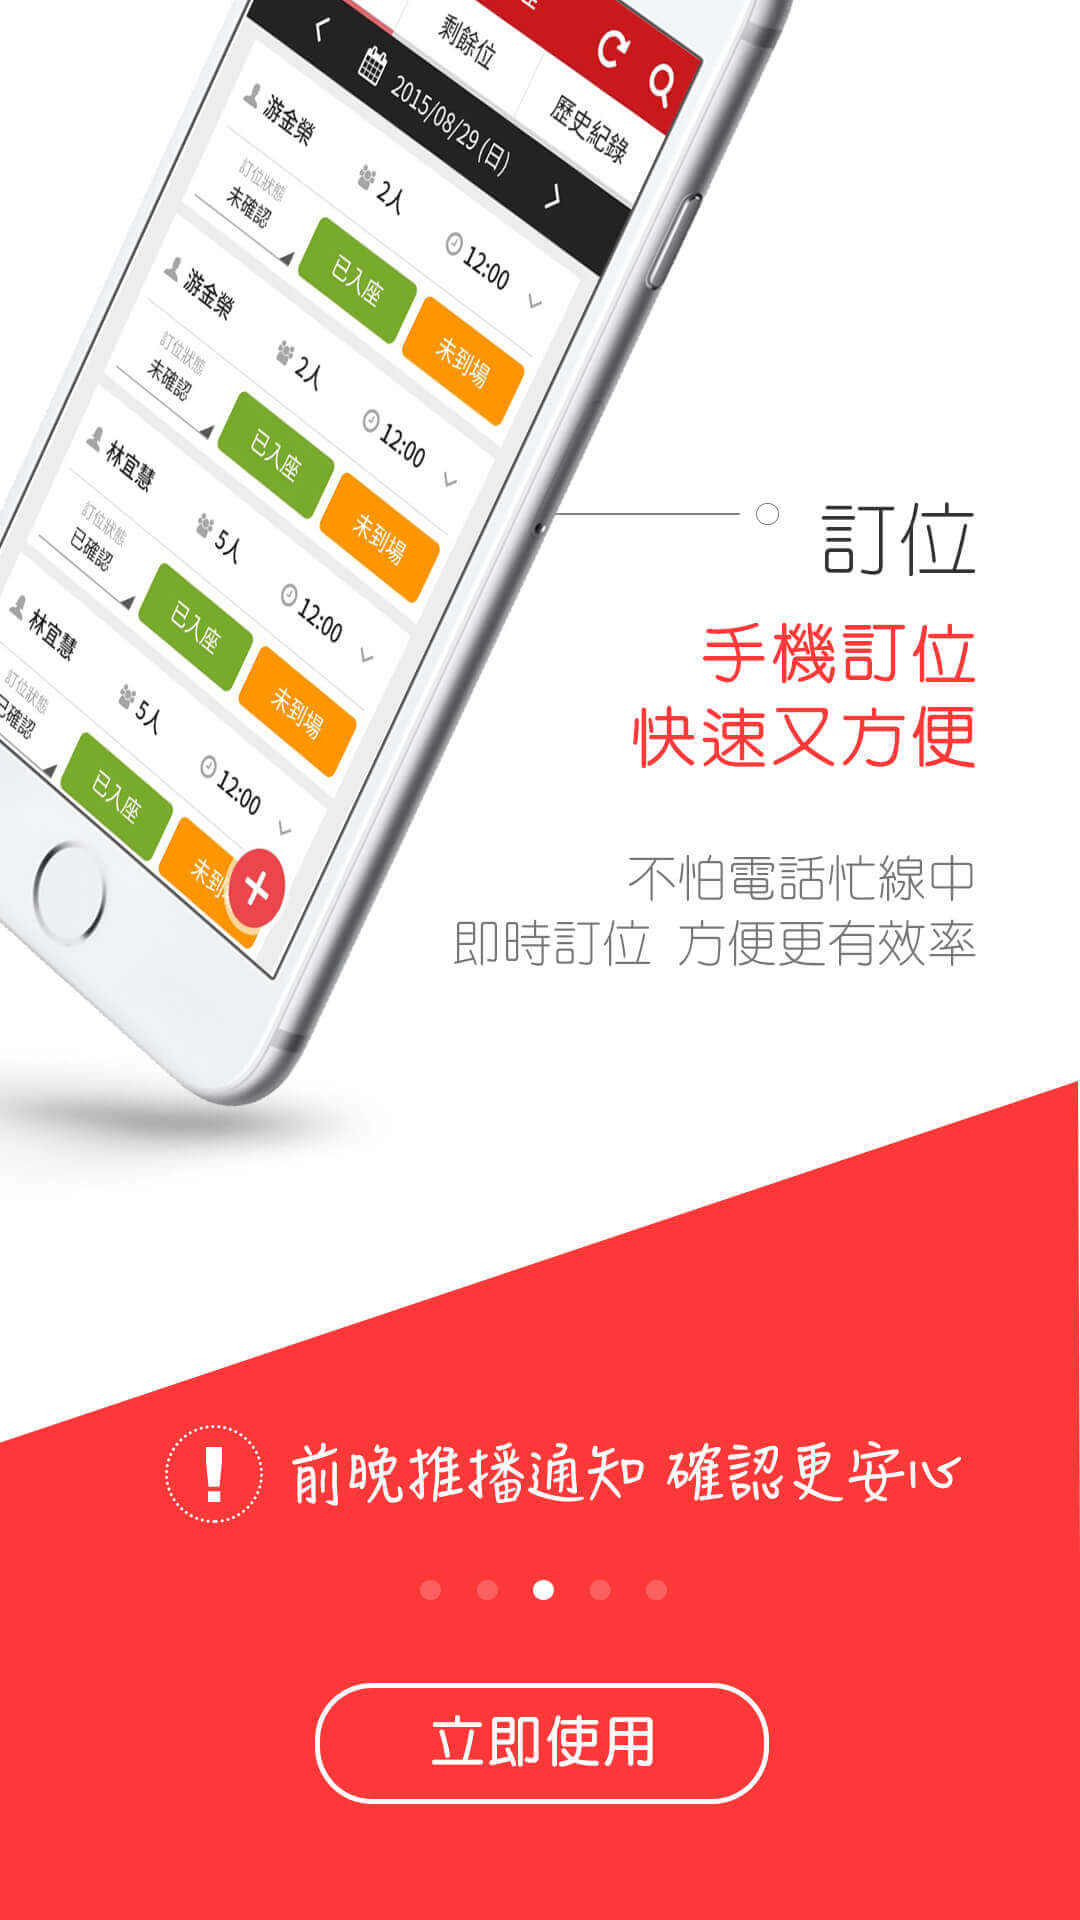 剩餘位
歷史紀錄
2015/08/29 (日)
游金榮
2人
12:00
訂位狀態
未確認
已入座
未到場
游金榮
2人
12:00
訂位狀態
未確認
已入座
未到場
林宜慧
5人
12:00
訂位狀態
已確認
已入座
未到場
林宜慧
5人
12:00
訂位狀態
已確認
已入座
未到
訂位
手機訂位
快速又方便
不怕電話忙線中
即時訂位 方便更有效率
! 前晚推播通知 確認更安心
立即使用